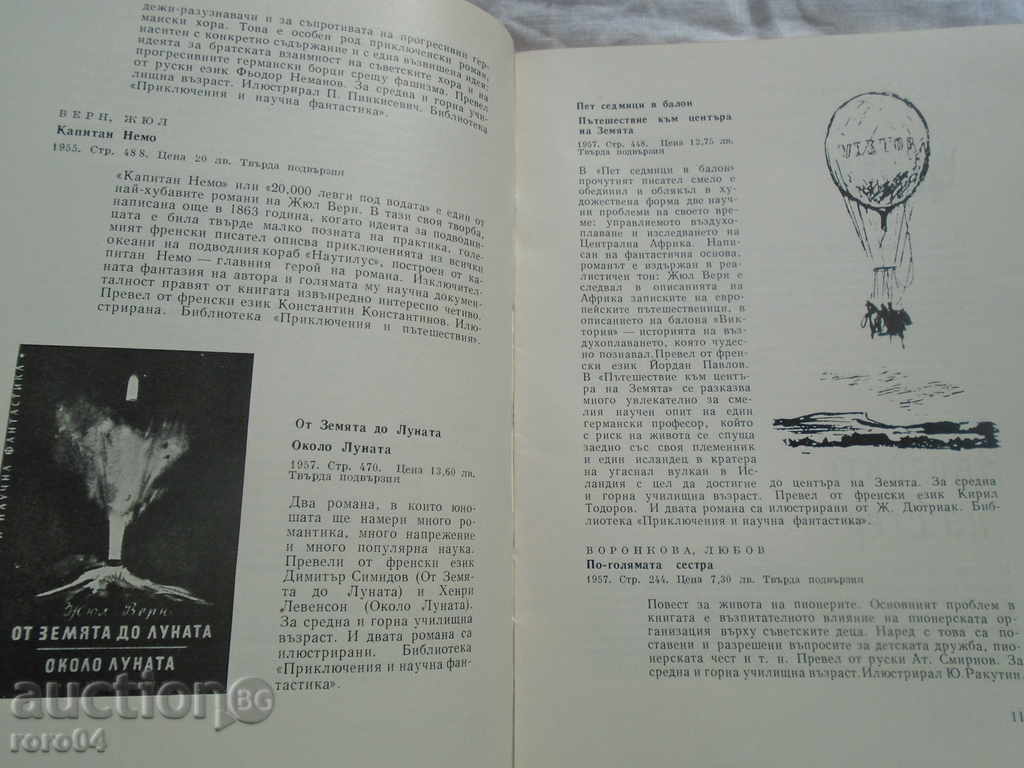 дежи-разузнавачи и за съпротивата на прогресивни гер-
мански хора. Това е особен род приключенски роман,
наситен с конкретно съдържание и с една възвишена идея:
идеята за братската взаимност на съветските хора и на
прогресивните германски борци срещу фашизма. Превел
от руски език Фьодор Неманов. За средна и горна учи-
лищна възраст. Илюстрирал П. Пинкисевич. Библиотека
«Приключения и научна фантастика».
ВЕРН, ЖЮЛ
Капитан Немо
1955. Стр. 488. Цена 20 лв. Твърда подвързия
«Капитан Немо» или «20,000 левги под водата» е един от
най-хубавите романи на Жюл Верн. В тази своя творба,
написана още в 1863 година, когато идеята за подводни-
цата е била твърде малко позната на практика, голе-
мият френски писател описва приключенията из всички
океани на подводния кораб «Наутилус», построен от ка-
питан Немо — главния герой на романа. Изключител-
ната фантазия на автора и голямата му научна докумен-
талност правят от книгата извънредно интересно четиво.
Превел от френски език Константин Константинов. Илю-
стрирана. Библиотека «Приключения и пътешествия».
И НАУЧНА ФАНТАСТИКА
Жюл Верн
ОТ ЗЕМЯТА ДО ЛУНАТА
ОКОЛО ЛУНАТА
От Земята до Луната
Около Луната
1957. Стр. 470. Цена 13,60 лв.
Твърда подвързия
Два романа, в които юно-
шата ще намери много ро-
мантика, много напрежение
и много популярна наука.
Превели от френски език
Димитър Симидов (От Земя-
та до Луната) и Хенри
Левенсон (Около Луната).
За средна и горна училищна
възраст. И двата романа са
илюстрирани. Библиотека
«Приключения и научна фан-
тастика».
Пет седмици в балон
Пътешествие към центъра
на Земята
1957. Стр. 448. Цена 12,75 лв.
Твърда подвързия
В «Пет седмици в балон»
прочутият писател смело е
обединил и облякъл в ху-
дожествена форма две науч-
ни проблеми на своето вре-
ме: управляемото въздухо-
плаване и изследването на
Централна Африка. Напи-
сан на фантастична основа,
романът е издържан в реа-
листичен тон: Жюл Верн е
следвал в описанията на
Африка записките на евро-
пейските пътешественици, в
описанието на балона «Вик-
тория» — историята на въз-
духоплаването, която чудес-
но познавал. Превел от френ-
ски език Йордан Павлов.
В «Пътешествие към центъ-
ра на Земята» се разказва
много увлекателно за сме-
лия научен опит на един
германски професор, който
с риск на живота се спуща
заедно със своя племенник
и един исландец в кратера
на угаснал вулкан в Ис-
ландия с цел да достигне до центъра на Земята. За средна
и горна училищна възраст. Превел от френски език Кирил
Тодоров. И двата романа са илюстрирани от Ж. Дютриак. Биб-
лиотека «Приключения и научна фантастика».
ВОРОНКОВА, ЛЮБОВ
По-голямата сестра
1957. Стр. 244. Цена 7,30 лв. Твърда подвързия
Повест за живота на пионерите. Основният проблем в
книгата е възпитателното влияние на пионерската ор-
ганизация върху съветските деца. Наред с това са по-
ставени и разрешени въпросите за детската дружба, пио-
нерската чест и т. н. Превел от руски Ат. Смирнов. За
средна и горна училищна възраст. Илюстрирал Ю. Ракутин.
11
auction BG
roro04